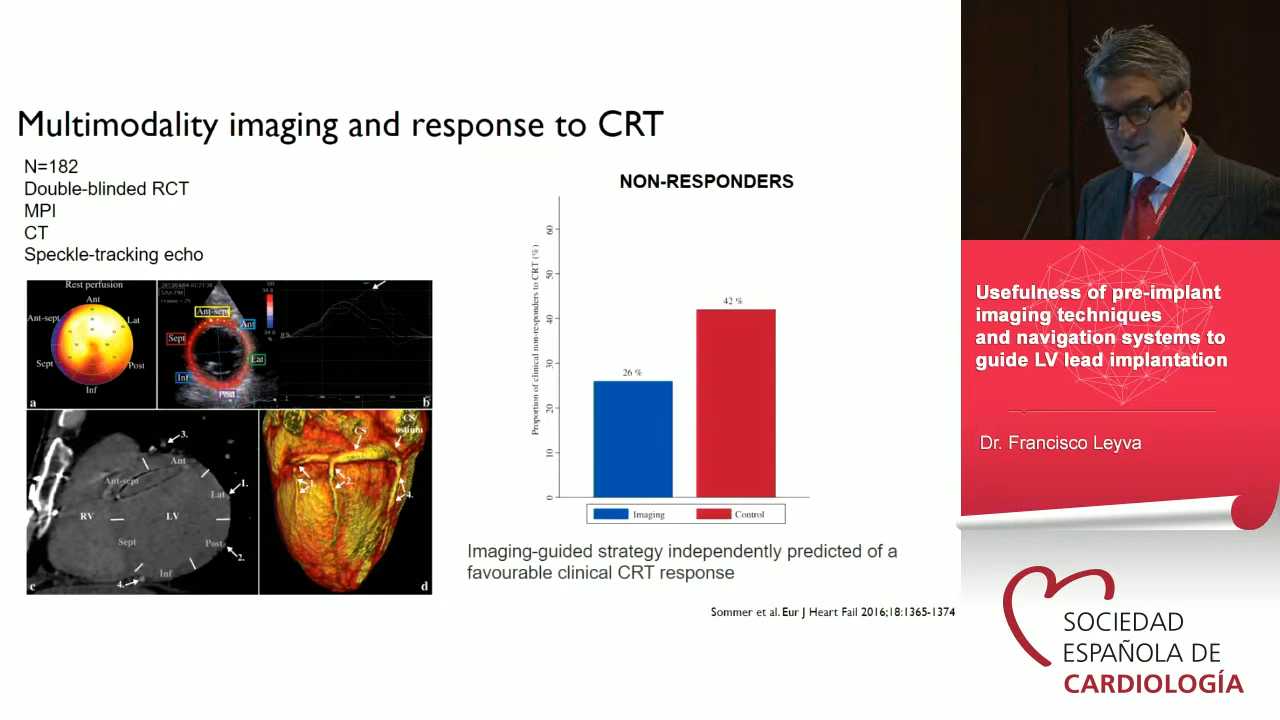 Multimodality imaging and response to CRT
N=182
Double-blinded RCT
MPI
CT
Speckle-tracking echo
Rest perfusion
Ant
Ant-sept
Lat
Sept
Post
Inf
a
Ant-sept
Ant
Sept
Lat
Inf
Post
b
3.
Ant
Ant-sept
1.
Lat
RV
LV
Sept
Post
2.
Inf
4.
c
CS
CS
ostium
1.
2.
4.
d
NON-RESPONDERS
Proportion of clinical non-responders to CRT (%)
60
50
40
30
20
10
0
26 %
42 %
Imaging
Control
Imaging-guided strategy independently predicted of a
favourable clinical CRT response
Sommer et al. Eur J Heart Fail 2016;18:1365-1374
Usefulness of pre-implant
imaging techniques
and navigation systems to
guide LV lead implantation
Dr. Francisco Leyva
SOCIEDAD
ESPAÑOLA DE
CARDIOLOGÍA